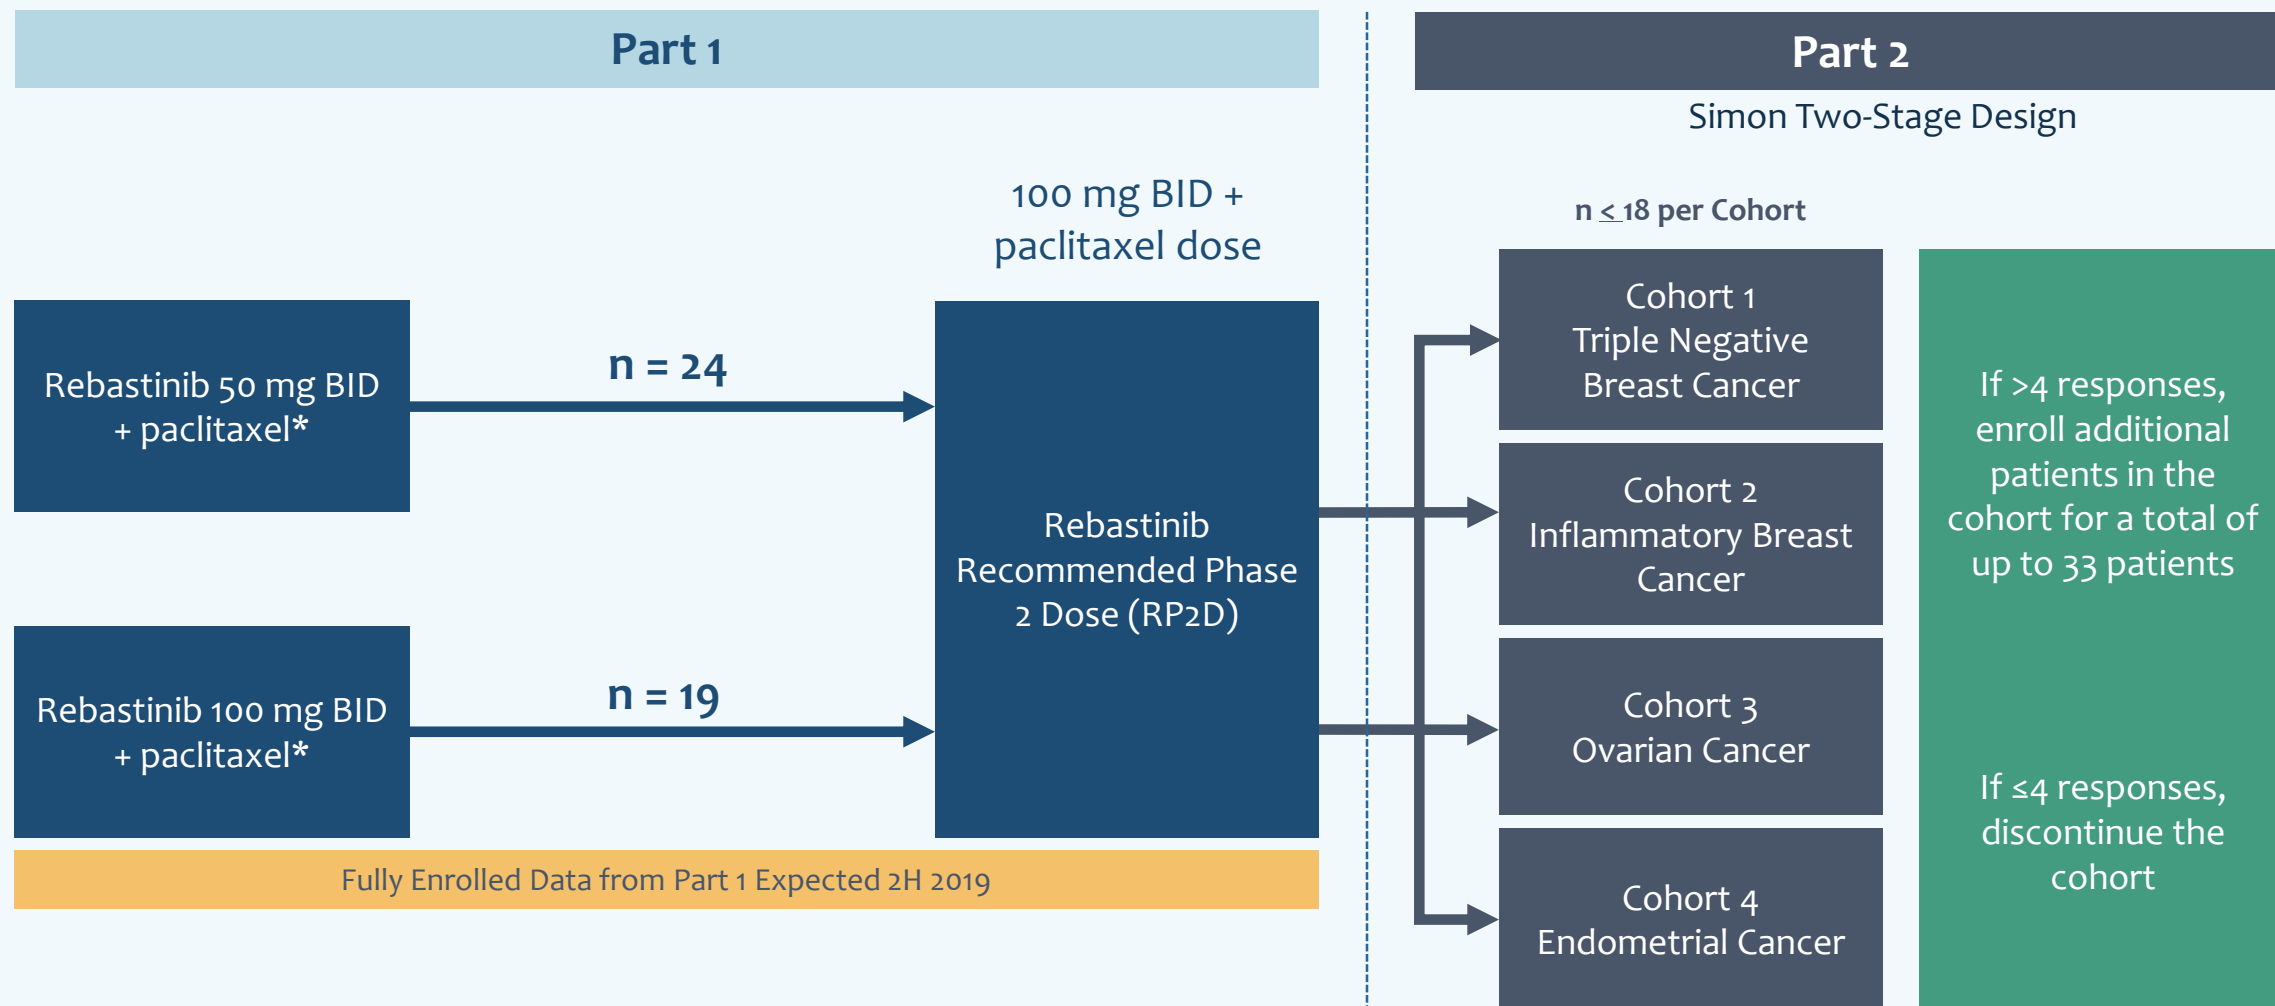 Part 1
100 mg BID +
paclitaxel dose
Rebastinib 50 mg BID
+ paclitaxel*
n = 24
Rebastinib 100 mg BID
+ paclitaxel*
n = 19
Rebastinib
Recommended Phase
2 Dose (RP2D)
Fully Enrolled Data from Part 1 Expected 2H 2019
Part 2
Simon Two-Stage Design
n < 18 per Cohort
Cohort 1
Triple Negative
Breast Cancer
Cohort 2
Inflammatory Breast
Cancer
Cohort 3
Ovarian Cancer
Cohort 4
Endometrial Cancer
If >4 responses,
enroll additional
patients in the
cohort for a total of
up to 33 patients
If ≤4 responses,
discontinue the
cohort